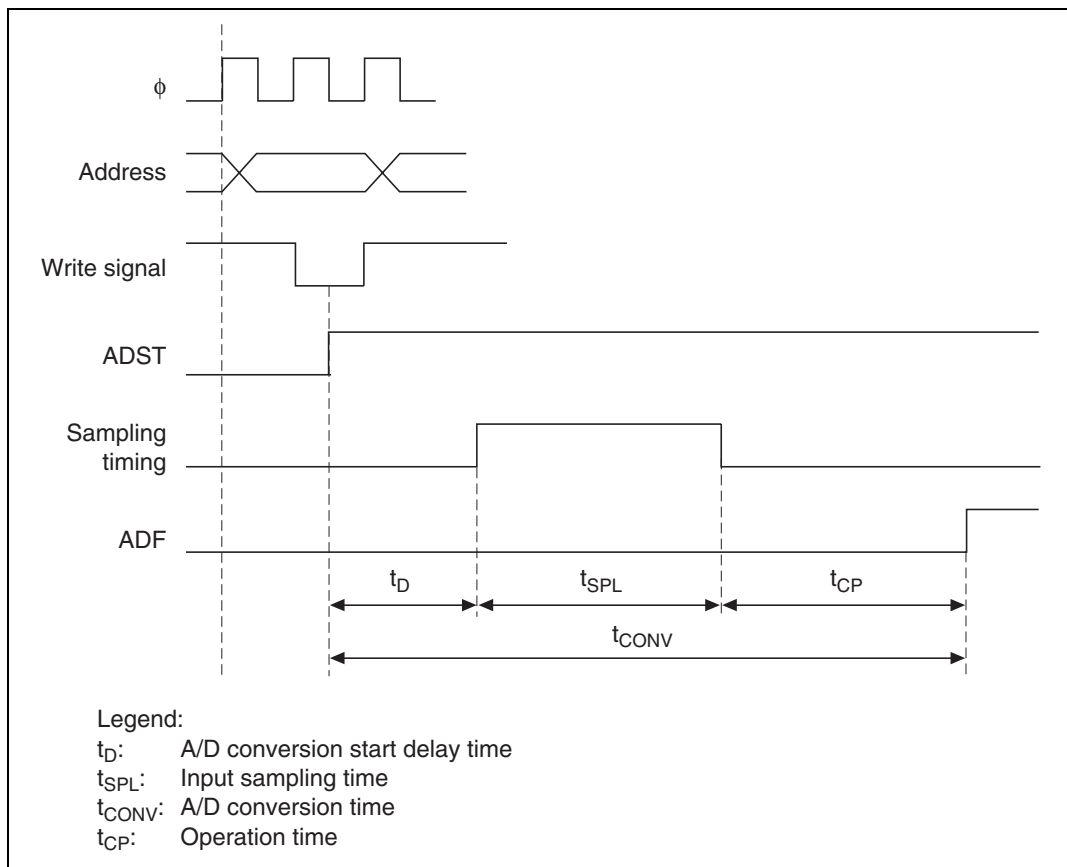 ϕ
Address
Write signal
ADST
Sampling
timing
ADF
tD tSPL tCP
tCONV
Legend:
tD: A/D conversion start delay time
tSPL: Input sampling time
tCONV: A/D conversion time
tCP: Operation time